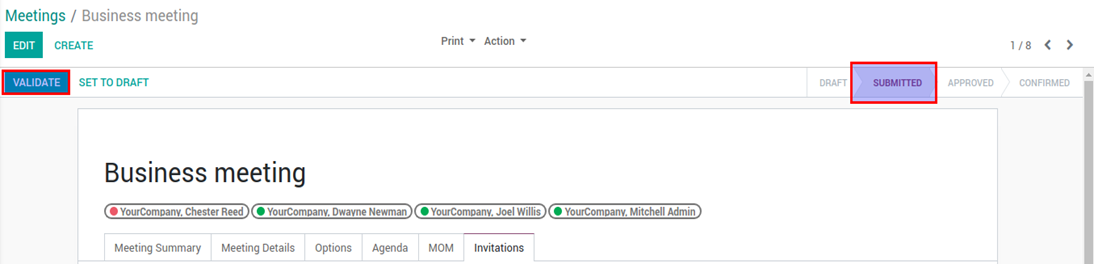 Meetings / Business meeting
EDIT CREATE Print Action 1 / 8
VALIDATE SET TO DRAFT DRAFT SUBMITTED APPROVED CONFIRMED
Business meeting
YourCompany, Chester Reed YourCompany, Dwayne Newman YourCompany, Joel Willis YourCompany, Mitchell Admin
Meeting Summary Meeting Details Options Agenda MOM Invitations